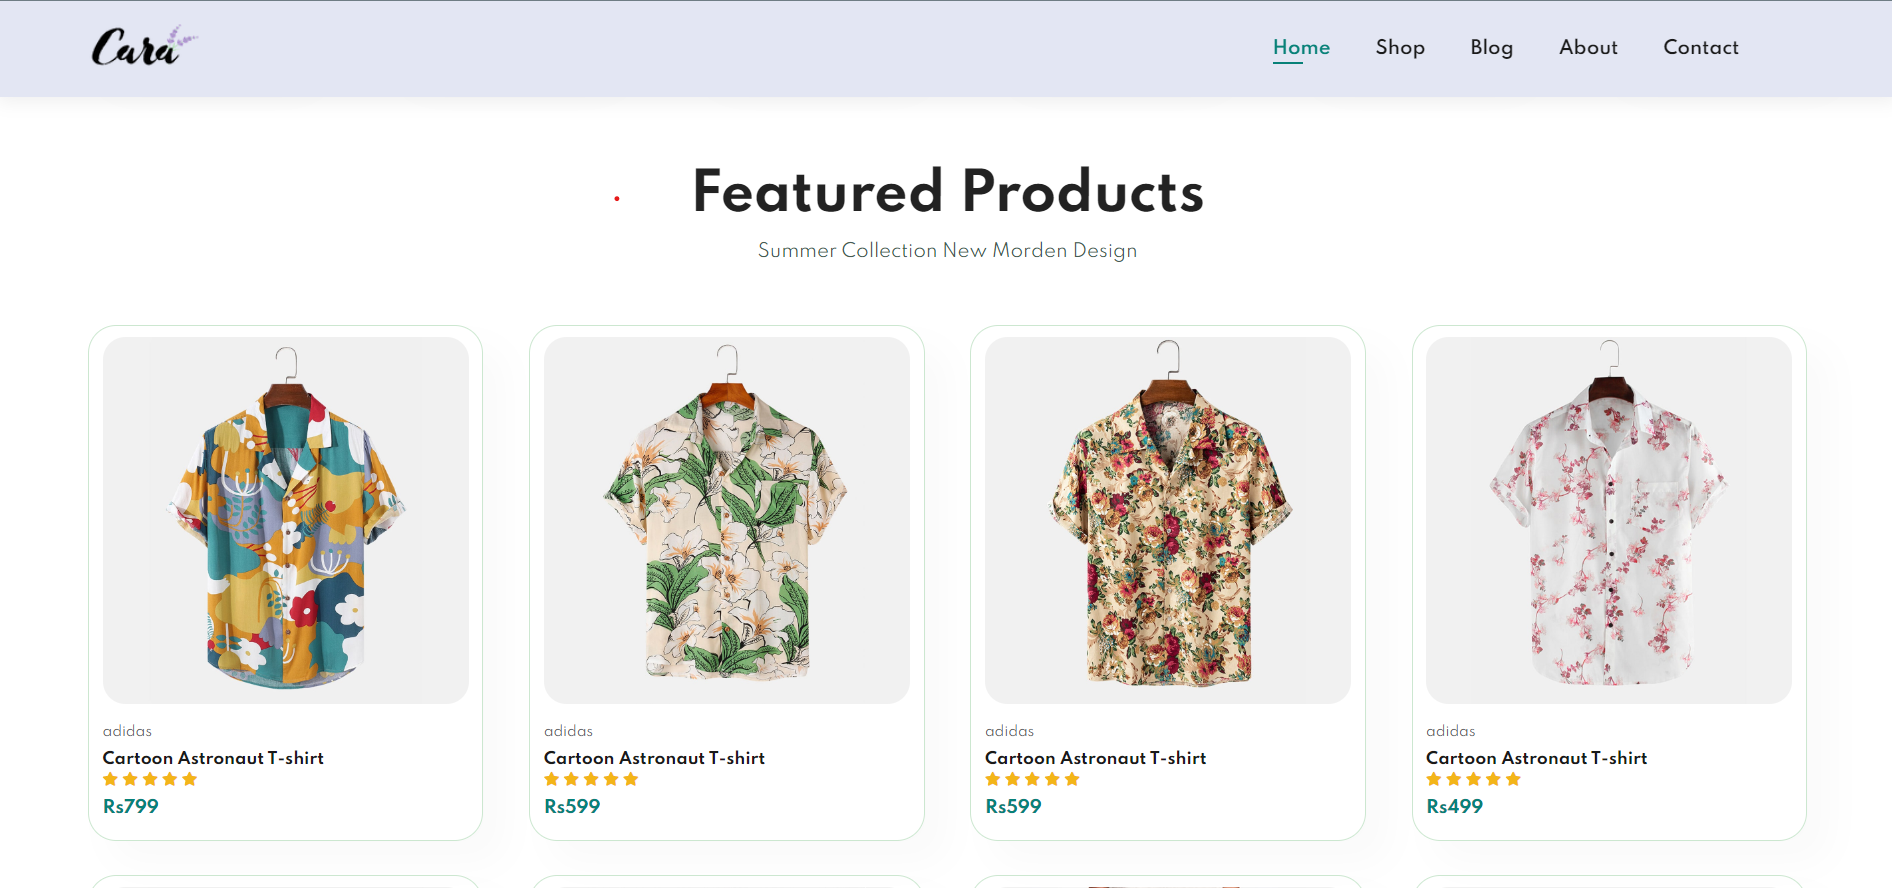 Cara
Home Shop Blog About Contact
Featured Products
Summer Collection New Morden Design
adidas
Cartoon Astronaut T-shirt
Rs799
adidas
Cartoon Astronaut T-shirt
Rs599
adidas
Cartoon Astronaut T-shirt
Rs599
adidas
Cartoon Astronaut T-shirt
Rs499